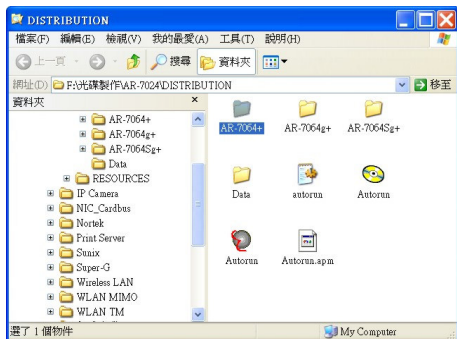 DISTRIBUTION
檔案(F) 編輯(E) 檢視(V) 我的最愛(A) 工具(T) 說明(H)
上一頁 搜尋 資料夾
網址(D) F:\光碟製作\AR-7024\DISTRIBUTION 移至
資料夾
AR-7064+
AR-7064g+
AR-7064Sg+
Data
RESOURCES
IP Camera
NIC_Cardbus
Nortek
Print Server
Sunix
Super-G
Wireless LAN
WLAN MIMO
WLAN TM
AR-7064+ AR-7064g+ AR-7064Sg+
Data autorun Autorun
Autorun Autorun.apm
選了 1 個物件 My Computer